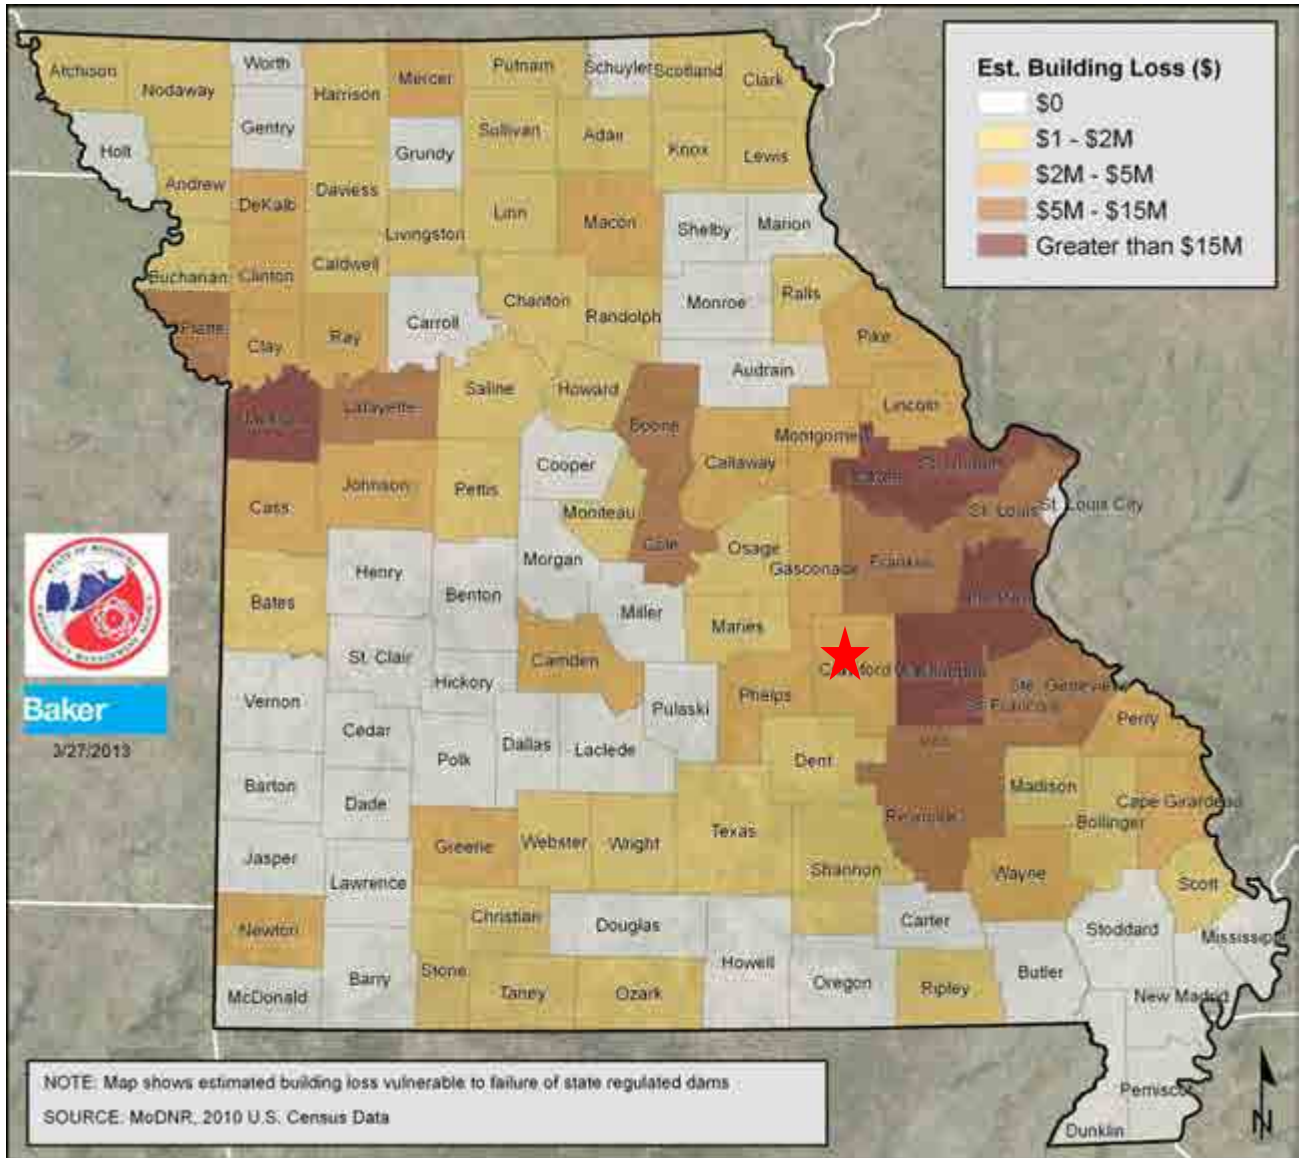 Est. Building Loss ($)
$0
$1 - $2M
$2M - $5M
$5M - $15M
Greater than $15M
Atchison
Nodaway
Worth
Harrison
Mercer
Putnam
Schuyler
Scotland
Clark
Holt
Gentry
Grundy
Sullivan
Adair
Knox
Lewis
Andrew
DeKalb
Daviess
Livingston
Linn
Macon
Shelby
Marion
Buchanan
Clinton
Caldwell
Carroll
Chariton
Randolph
Monroe
Ralls
Platte
Clay
Ray
Saline
Howard
Audrain
Pike
Lafayette
Boone
Callaway
Montgomery
Lincoln
Cass
Johnson
Pettis
Cooper
Moniteau
Cole
Osage
Gasconade
Franklin
St. Louis
St. Louis City
Bates
Henry
Benton
Morgan
Miller
Maries
Vernon
St. Clair
Hickory
Camden
Pulaski
Phelps
Ste. Genevieve
St. Francois
Perry
Cedar
Polk
Dallas
Laclede
Dent
Madison
Cape Girardeau
Bollinger
Barton
Dade
Greene
Webster
Wright
Texas
Shannon
Wayne
Scott
Jasper
Lawrence
Christian
Douglas
Howell
Carter
Stoddard
Mississippi
Newton
Barry
Stone
Taney
Ozark
Oregon
Ripley
Butler
New Madrid
McDonald
Dunklin
Baker
3/27/2013
NOTE: Map shows estimated building loss vulnerable to failure of state regulated dams
SOURCE: MoDNR, 2010 U.S. Census Data
N